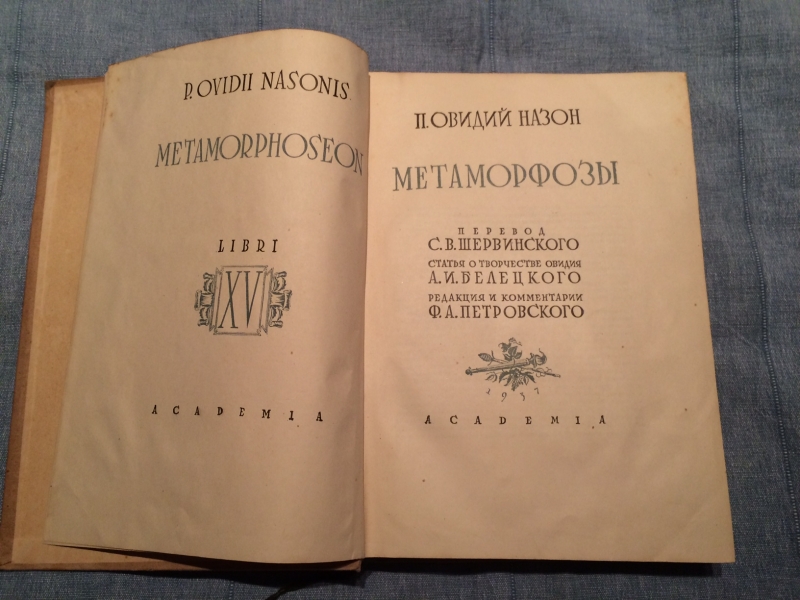 P. OVIDII NASONIS
METAMORPHOSEON
LIBRI
XV
ACADEMIA
П. ОВИДИЙ НАЗОН
МЕТАМОРФОЗЫ
ПЕРЕВОД
С. В. ШЕРВИНСКОГО
СТАТЬЯ О ТВОРЧЕСТВЕ ОВИДИЯ
А. И. БЕЛЕЦКОГО
РЕДАКЦИЯ И КОММЕНТАРИИ
Ф. А. ПЕТРОВСКОГО
1937
ACADEMIA